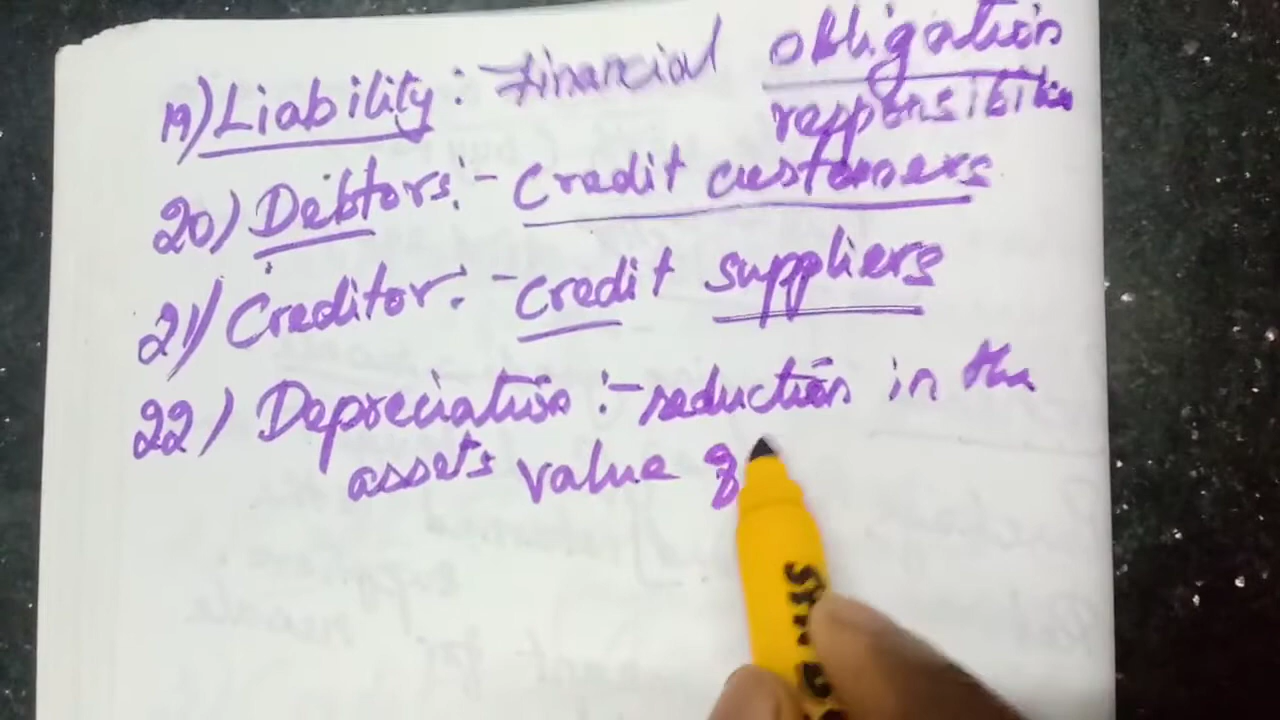 19) Liability : Financial obligation
responsibilities
20) Debtors :- credit customers
21) Creditor :- credit suppliers
22) Depreciation :- reduction in the
assets value